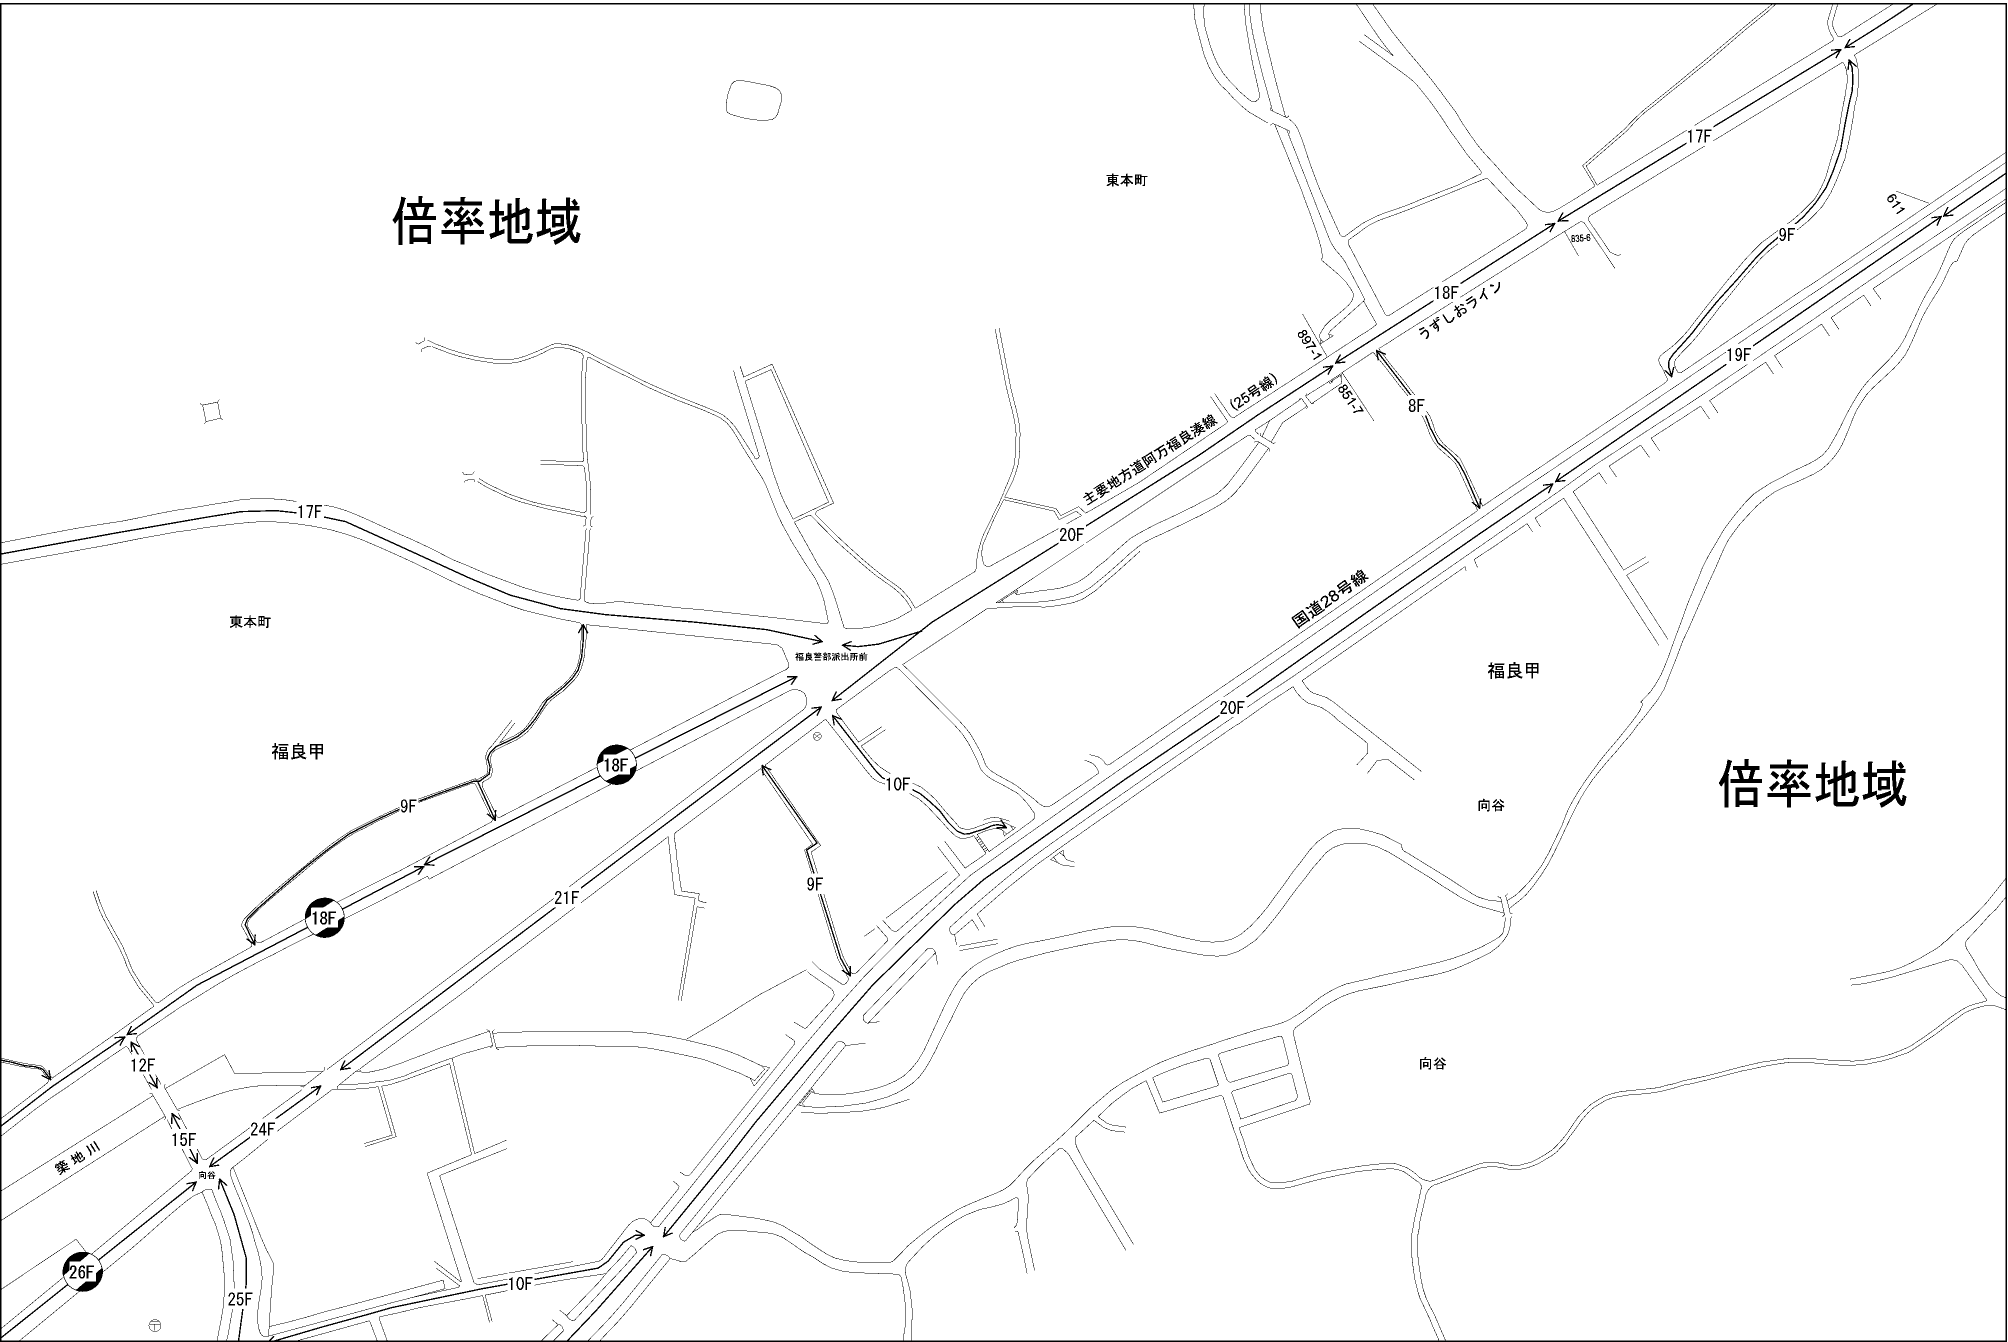 17F
東本町
611
倍率地域
9F
835-6
18F
うずしおライン
897-1
19F
851-7
(25号線)
8F
主要地方道阿万福良湊線
17F
20F
国道28号線
東本町
福良警部派出所前
福良甲
20F
福良甲
18F
10F
倍率地域
9F
向谷
9F
21F
18F
12F
向谷
24F
15F
築地川
向谷
26F
10F
25F